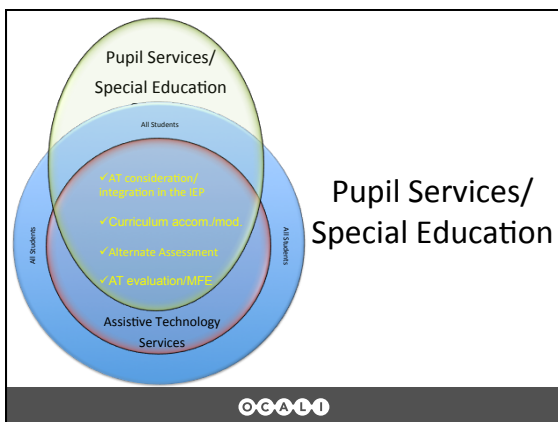 Pupil Services/
Special Education
All Students
✓AT consideration/
integration in the IEP
✓Curriculum accom./mod.
✓Alternate Assessment
✓AT evaluation/MFE
All Students
All Students
Assistive Technology
Services
Pupil Services/
Special Education
OCALI